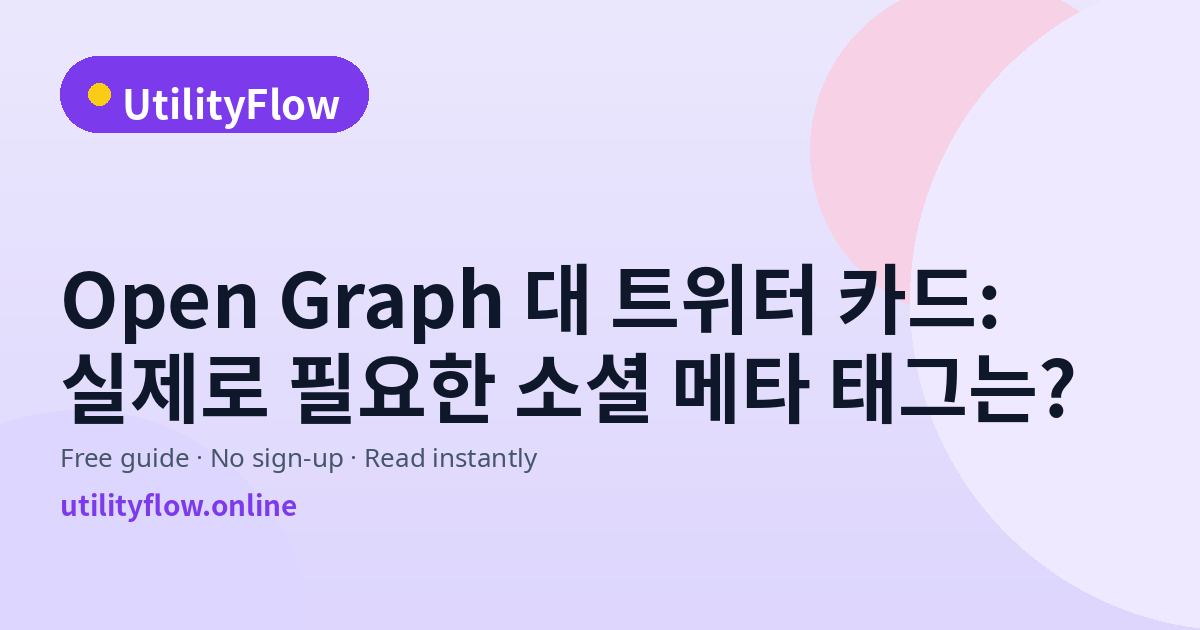 UtilityFlow
Open Graph 대 트위터 카드:
실제로 필요한 소셜 메타 태그는?
Free guide · No sign-up · Read instantly
utilityflow.online